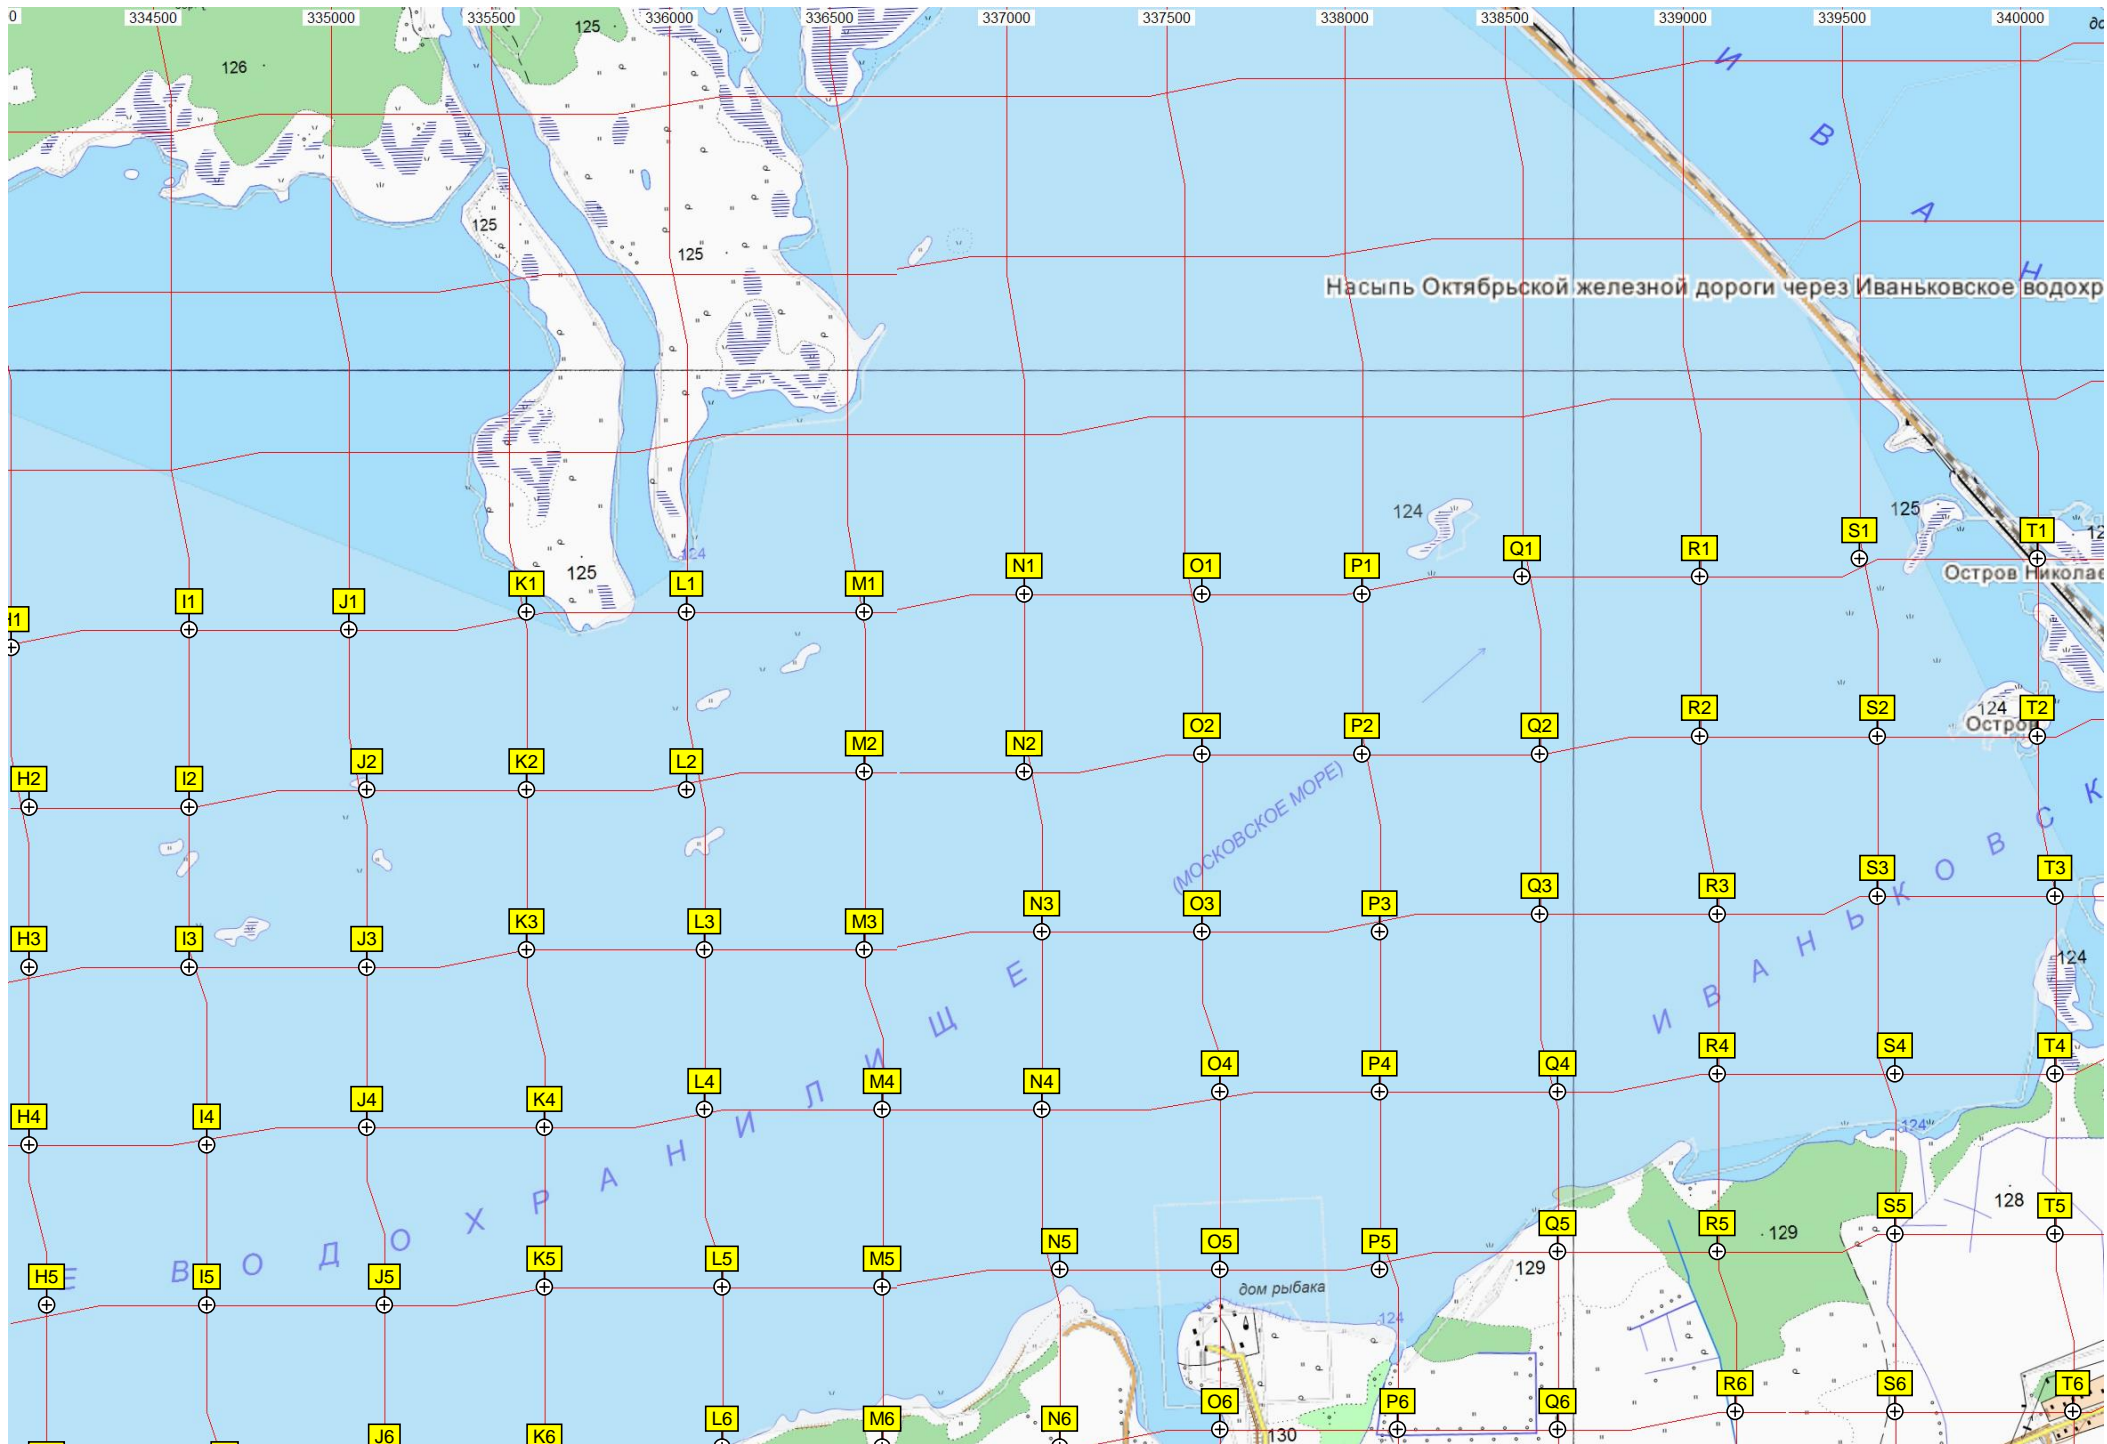 0 334500 335000 335500 336000 336500 337000 337500 338000 338500 339000 339500 340000
125
126
И
В
А
Н
125
125
Насыпь Октябрьской железной дороги через Иваньковское водохр
124
125
124
125
Остров Николае
K1 L1 M1 N1 O1 P1 Q1 R1 S1 T1
H1 I1 J1
124
Остров
H2 I2 J2 K2 L2 M2 N2 O2 P2 Q2 R2 S2 T2
(МОСКОВСКОЕ МОРЕ)
H3 I3 J3 K3 L3 M3 N3 O3 P3 Q3 R3 S3 T3
ИВАНЬКОВСК
124
H4 I4 J4 K4 L4 M4 N4 O4 P4 Q4 R4 S4 T4
Е ВОДОХРАНИЛИЩЕ
124
128
129
H5 I5 J5 K5 L5 M5 N5 O5 P5 Q5 R5 S5 T5
129
дом рыбака
124
J6 K6 L6 M6 N6 O6 P6 Q6 R6 S6 T6
130